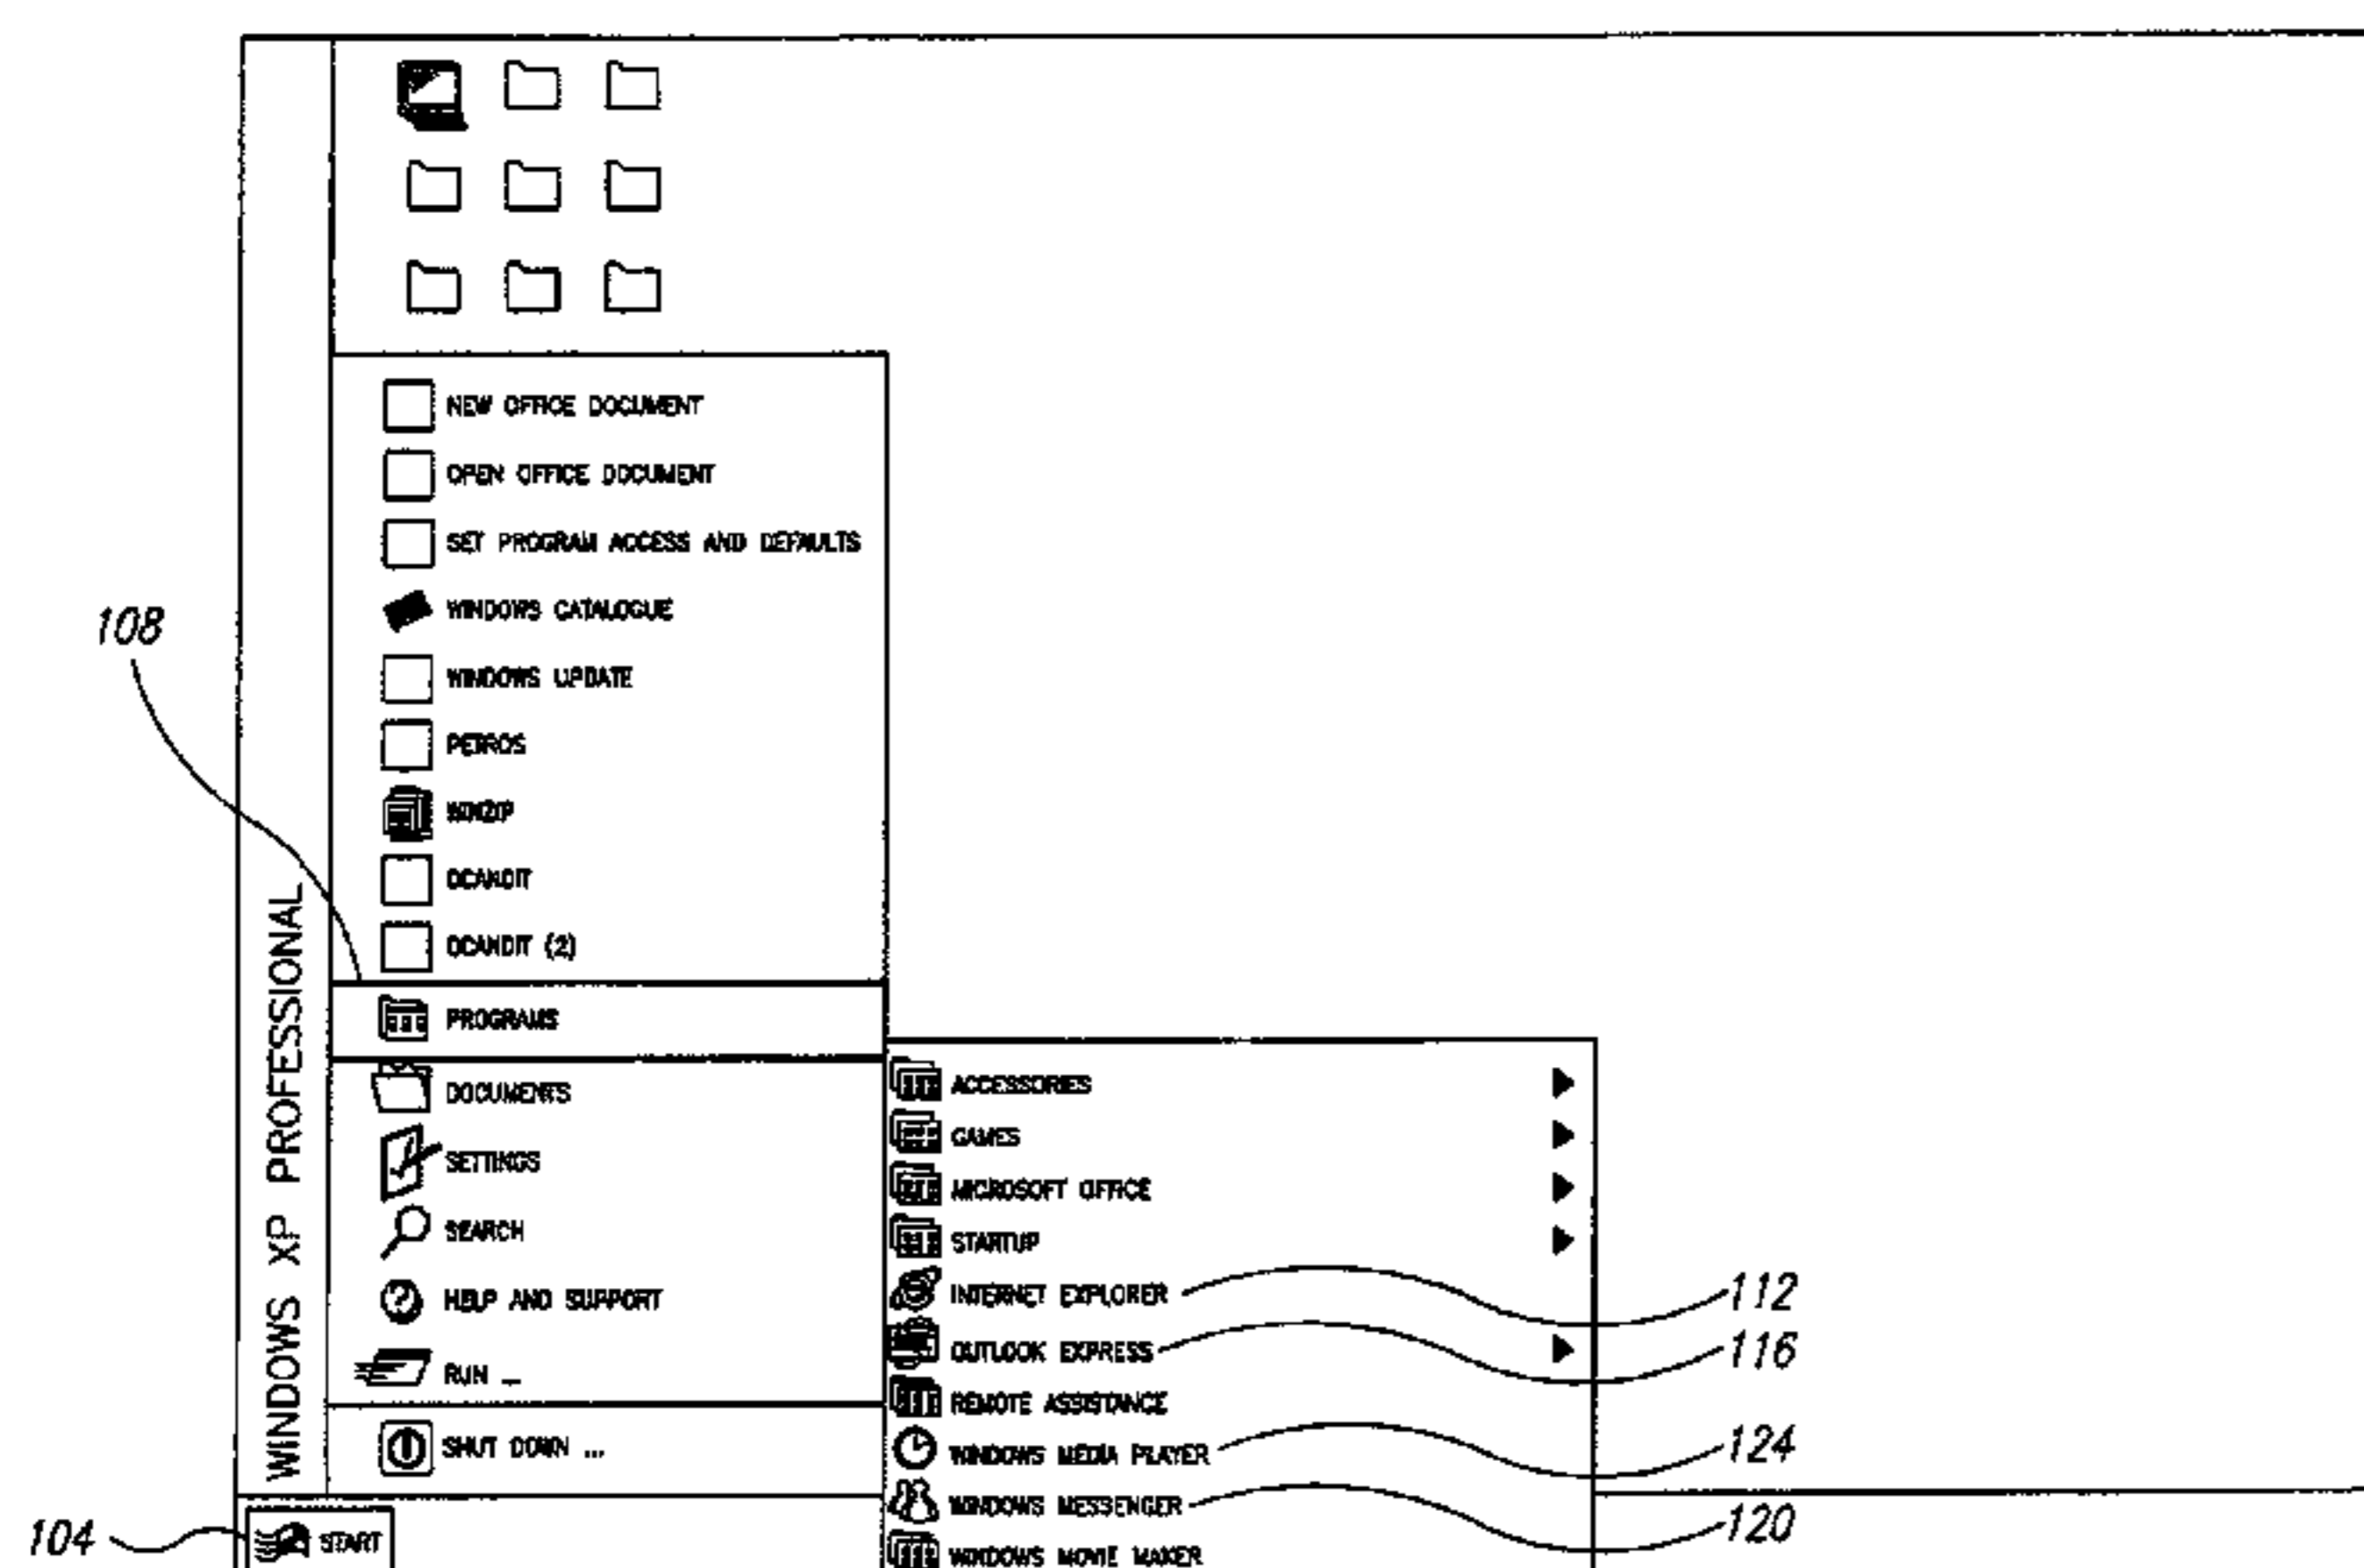 NEW OFFICE DOCUMENT
OPEN OFFICE DOCUMENT
SET PROGRAM ACCESS AND DEFAULTS
WINDOWS CATALOGUE
108
WINDOWS UPDATE
PETROS
WINZIP
QCANDIT
QCANDIT (2)
WINDOWS XP PROFESSIONAL
PROGRAMS
DOCUMENTS
SETTINGS
SEARCH
HELP AND SUPPORT
RUN ...
SHUT DOWN ...
ACCESSORIES
GAMES
MICROSOFT OFFICE
STARTUP
INTERNET EXPLORER
112
OUTLOOK EXPRESS
116
REMOTE ASSISTANCE
WINDOWS MEDIA PLAYER
124
WINDOWS MESSENGER
120
WINDOWS MOVIE MAKER
104
START